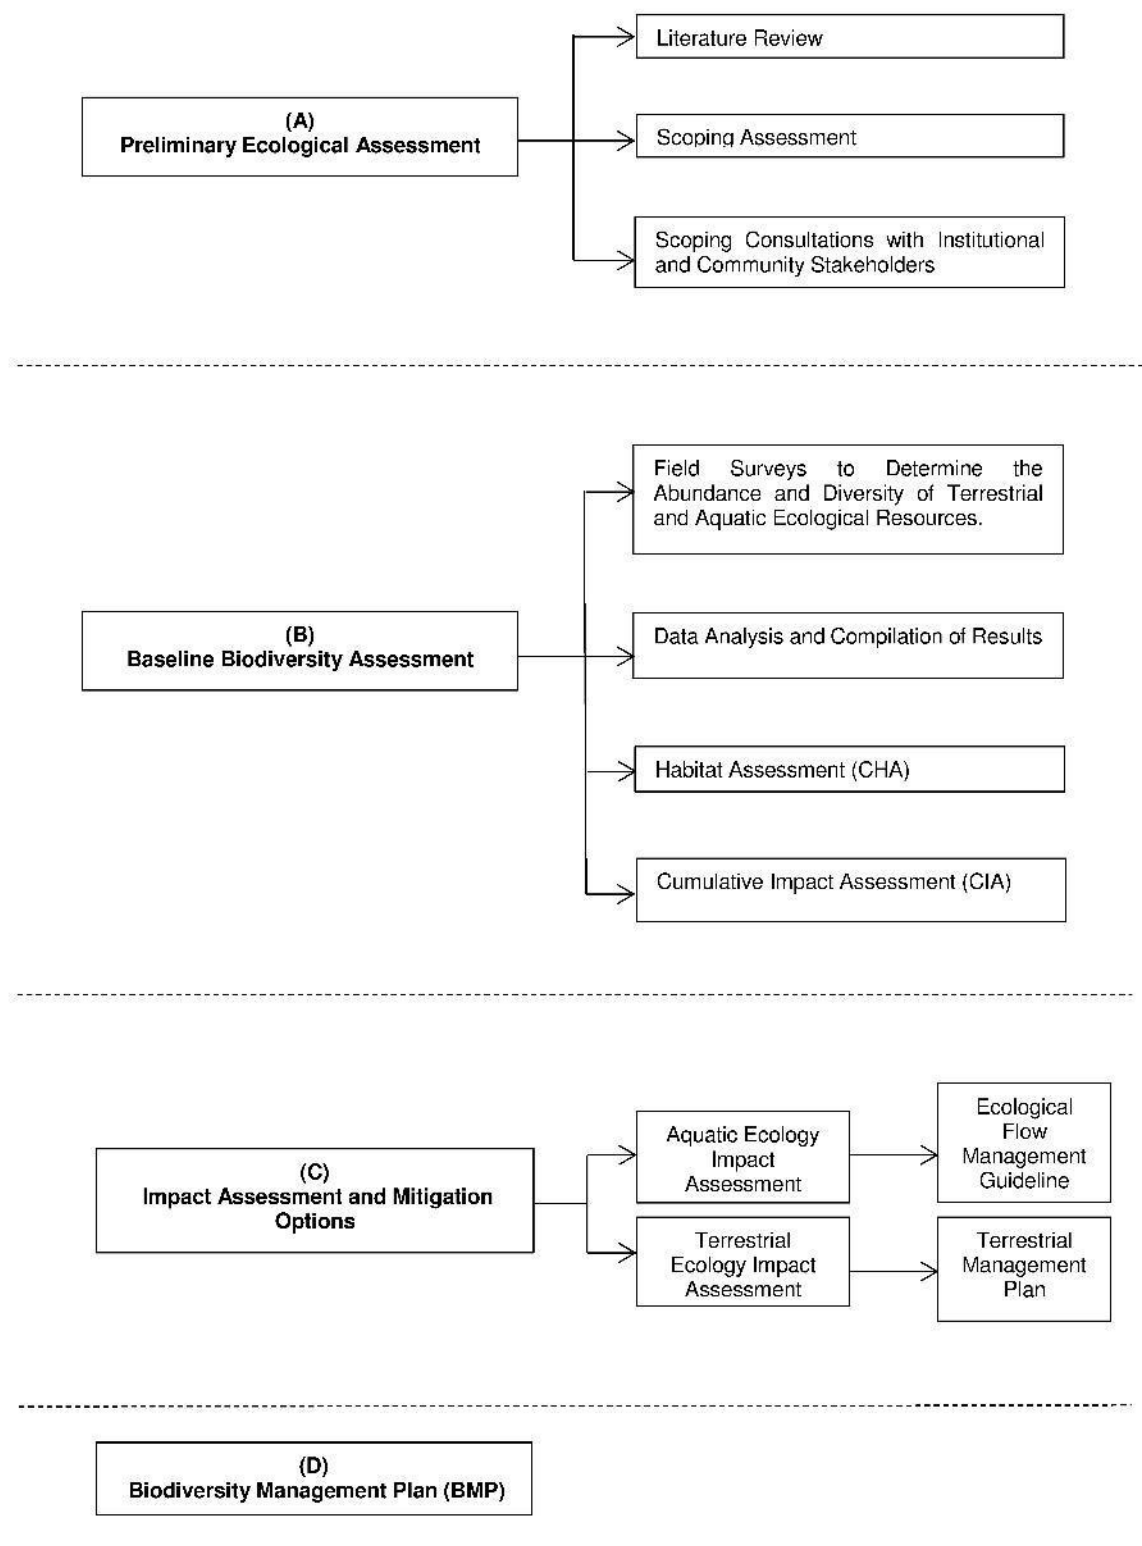 Literature Review
(A)
Preliminary Ecological Assessment
Scoping Assessment
Scoping Consultations with Institutional
and Community Stakeholders
Field Surveys to Determine the
Abundance and Diversity of Terrestrial
and Aquatic Ecological Resources.
(B)
Baseline Biodiversity Assessment
Data Analysis and Compilation of Results
Habitat Assessment (CHA)
Cumulative Impact Assessment (CIA)
(C)
Impact Assessment and Mitigation
Options
Aquatic Ecology
Impact
Assessment
Ecological
Flow
Management
Guideline
Terrestrial
Ecology Impact
Assessment
Terrestrial
Management
Plan
(D)
Biodiversity Management Plan (BMP)